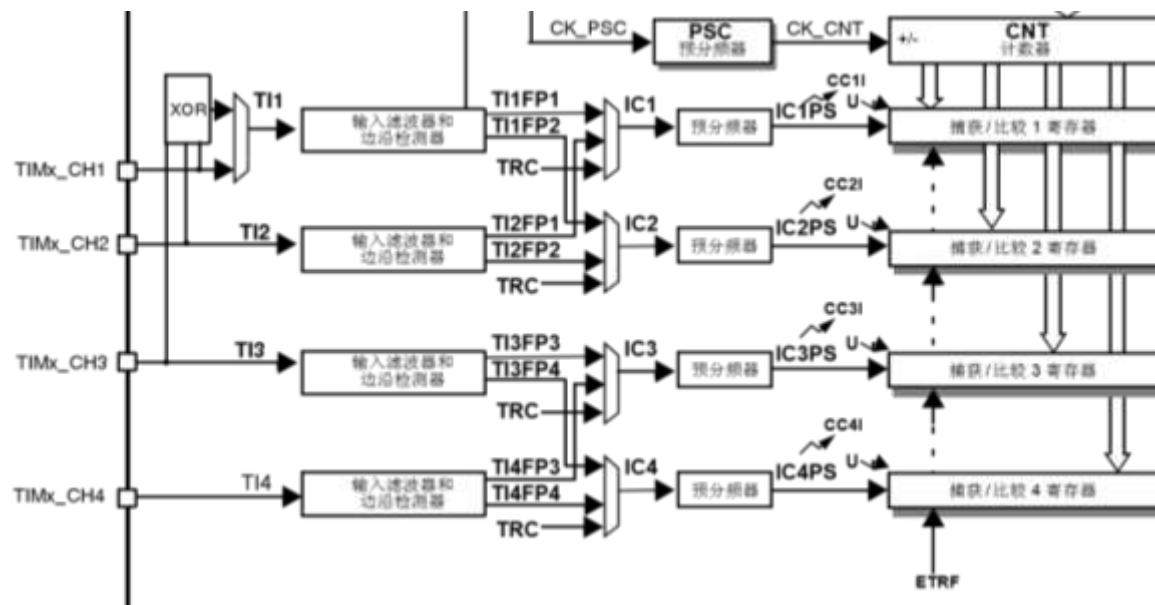 CK_PSC
PSC
预分频器
CK_CNT
+/-
CNT
计数器
XOR
TI1
输入滤波器和
边沿检测器
TI1FP1
TI1FP2
TRC
IC1
预分频器
IC1PS
CC1I
U
捕获/比较 1 寄存器
TIMx_CH1
TIMx_CH2
TI2
输入滤波器和
边沿检测器
TI2FP1
TI2FP2
TRC
IC2
预分频器
IC2PS
CC2I
U
捕获/比较 2 寄存器
TIMx_CH3
TI3
输入滤波器和
边沿检测器
TI3FP3
TI3FP4
TRC
IC3
预分频器
IC3PS
CC3I
U
捕获/比较 3 寄存器
TIMx_CH4
TI4
输入滤波器和
边沿检测器
TI4FP3
TI4FP4
TRC
IC4
预分频器
IC4PS
CC4I
U
捕获/比较 4 寄存器
ETRF